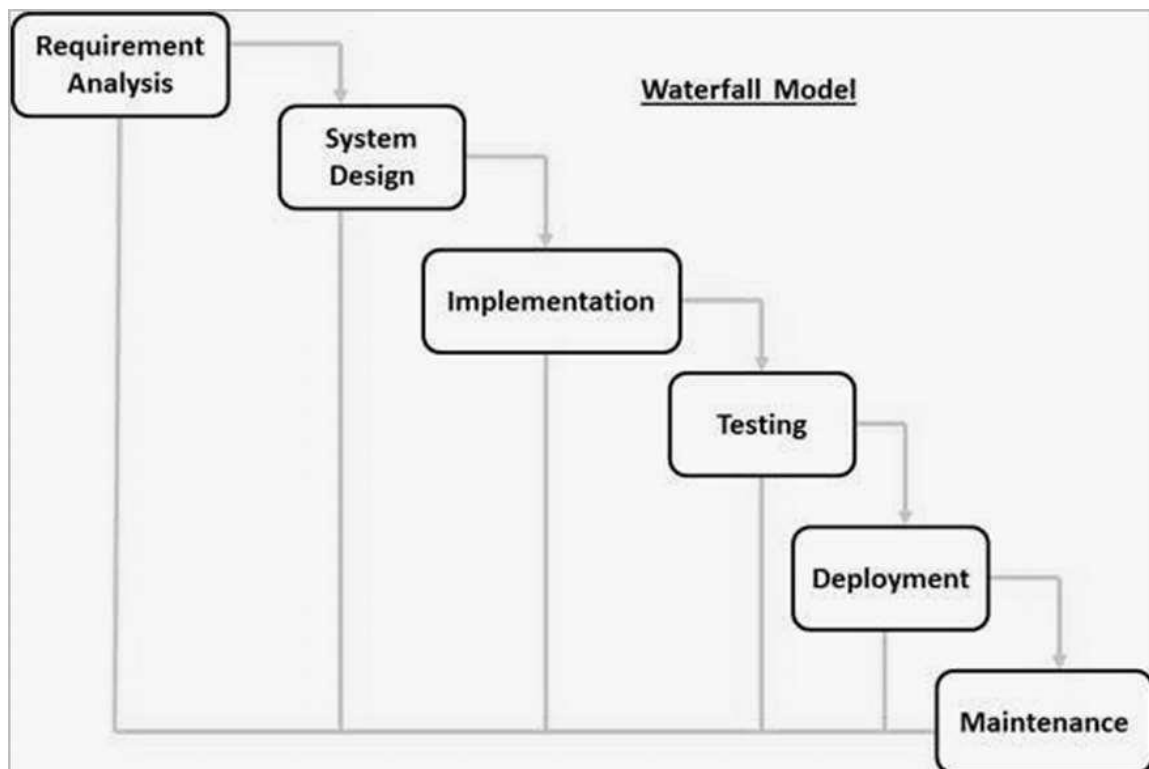 Requirement
Analysis
Waterfall Model
System
Design
Implementation
Testing
Deployment
Maintenance